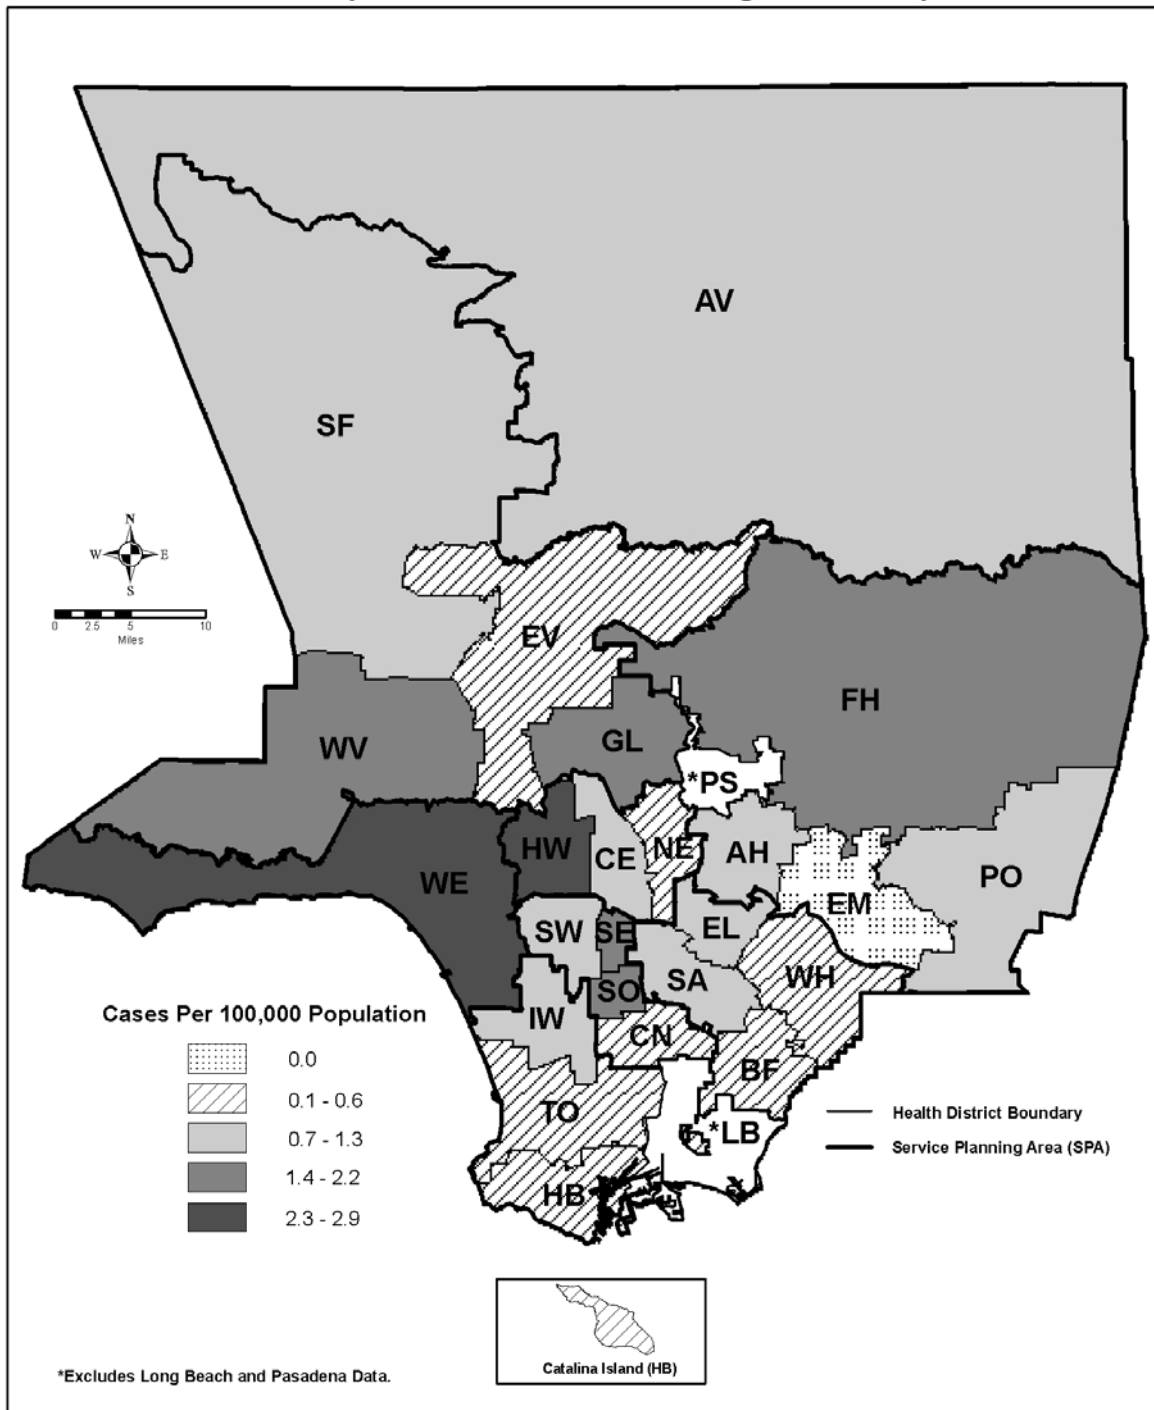 AV
SF
N
W E
S
0 2.5 5 10
Miles
EV
FH
WV
GL
*PS
HW
CE
NE
AH
WE
PO
EM
SW
SE
EL
WH
SA
SO
IW
CN
BF
TO
*LB
HB
Cases Per 100,000 Population
0.0
0.1 - 0.6
0.7 - 1.3
1.4 - 2.2
2.3 - 2.9
Health District Boundary
Service Planning Area (SPA)
Catalina Island (HB)
*Excludes Long Beach and Pasadena Data.